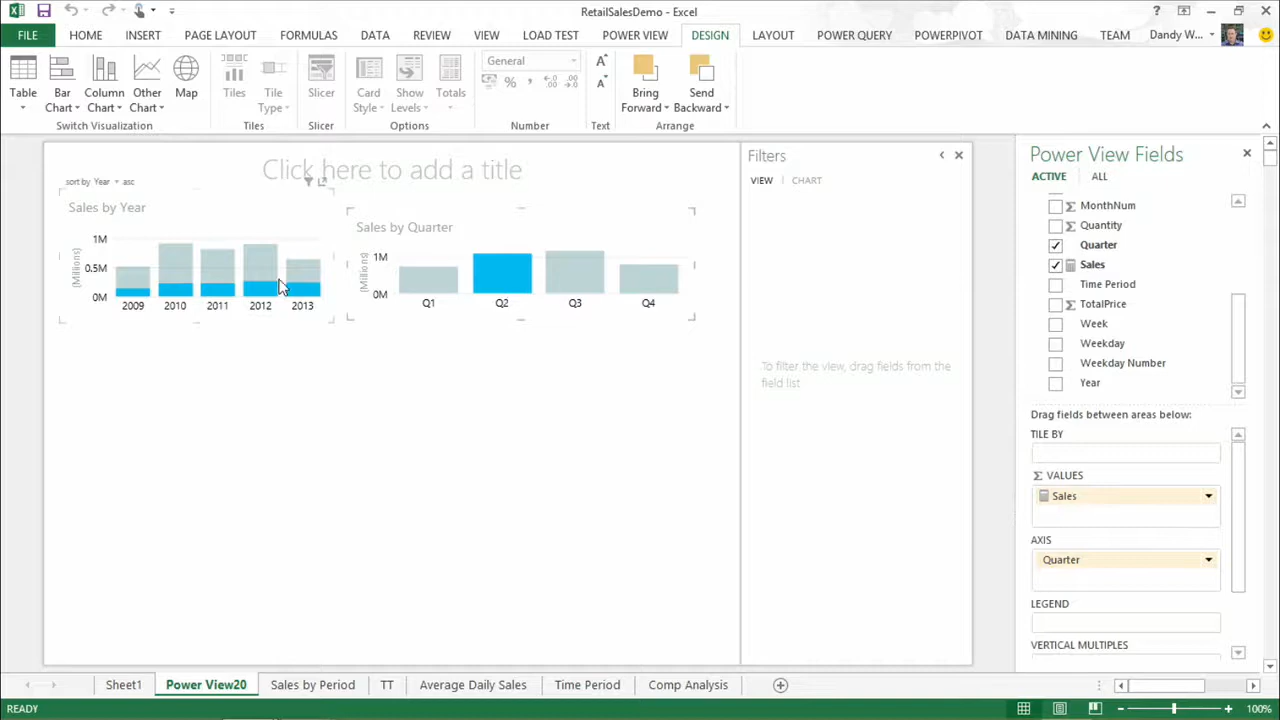 RetailSalesDemo - Excel
?
FILE HOME INSERT PAGE LAYOUT FORMULAS DATA REVIEW VIEW LOAD TEST POWER VIEW DESIGN LAYOUT POWER QUERY POWERPIVOT DATA MINING TEAM Dandy W...
General
Table Bar Chart Column Chart Other Chart Map Tiles Tile Type Slicer Card Style Show Levels Totals % , Bring Forward Send Backward
Switch Visualization Tiles Slicer Options Number Text Arrange
Click here to add a title
sort by Year asc
Sales by Year
(Millions)
1M
0.5M
0M
2009 2010 2011 2012 2013
Sales by Quarter
(Millions)
1M
0M
Q1 Q2 Q3 Q4
Filters
VIEW | CHART
To filter the view, drag fields from the
field list
Power View Fields
ACTIVE ALL
MonthNum
Quantity
Quarter
Sales
Time Period
TotalPrice
Week
Weekday
Weekday Number
Year
Drag fields between areas below:
TILE BY
Σ VALUES
Sales
AXIS
Quarter
LEGEND
VERTICAL MULTIPLES
Sheet1 Power View20 Sales by Period TT Average Daily Sales Time Period Comp Analysis
READY 100%